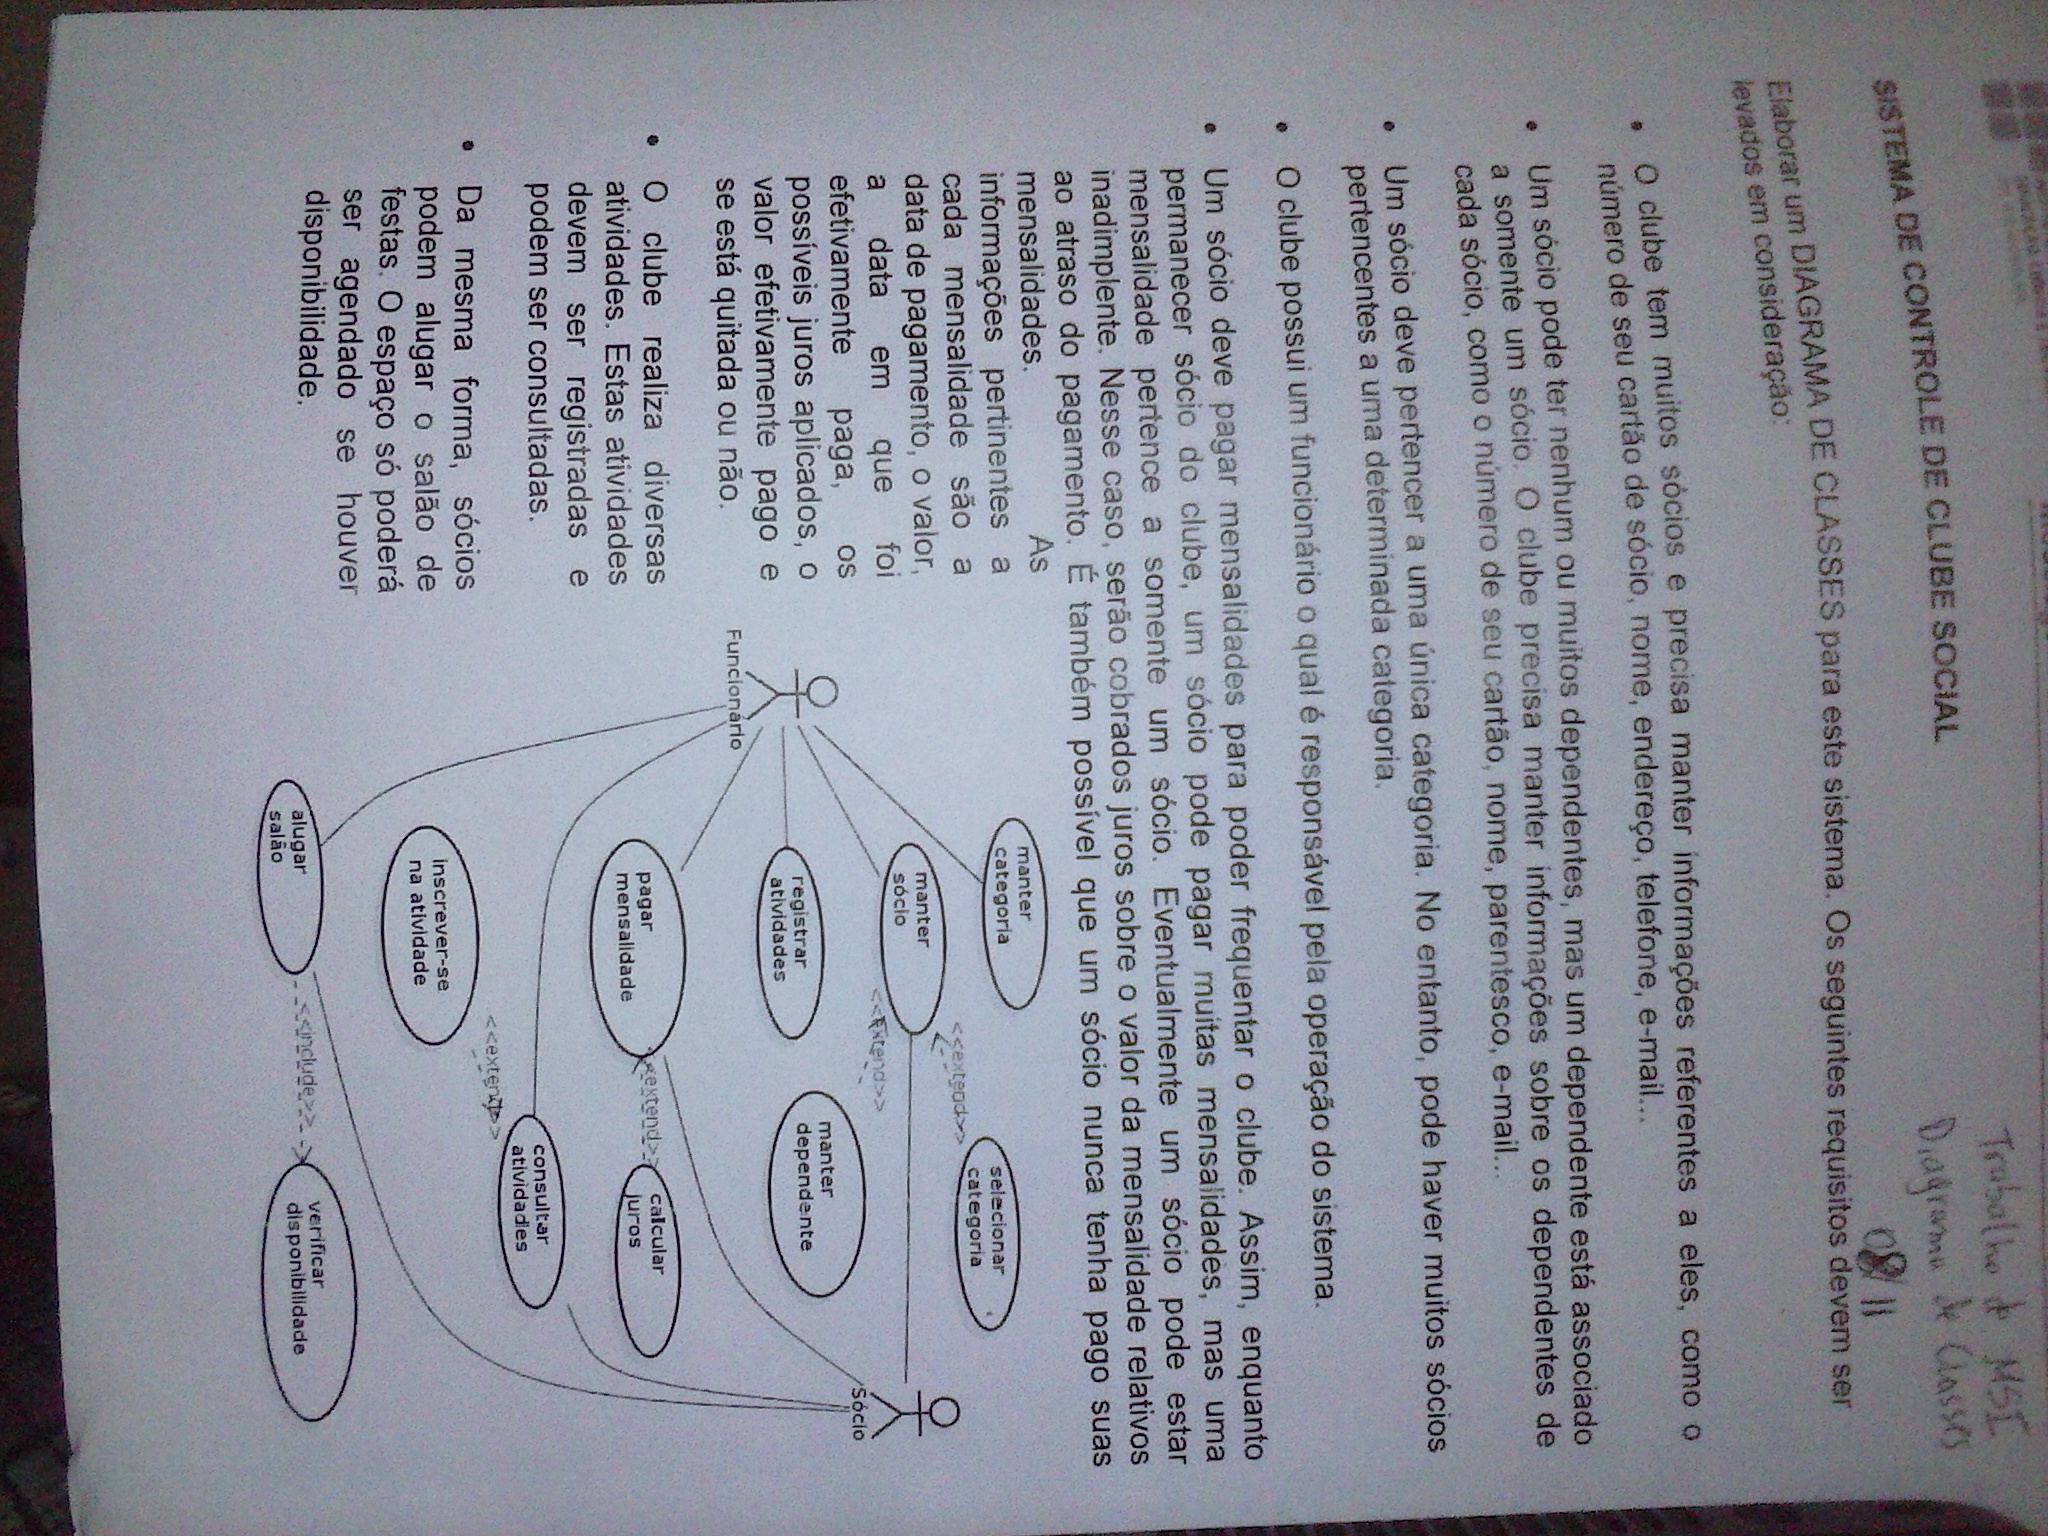 EDUCAÇÃO, CIÊNCIA E
Trabalho de MSI
Diagrama de Classes
08/11
SISTEMA DE CONTROLE DE CLUBE SOCIAL
Elaborar um DIAGRAMA DE CLASSES para este sistema. Os seguintes requisitos devem ser
levados em consideração:
• O clube tem muitos sócios e precisa manter informações referentes a eles, como o
número de seu cartão de sócio, nome, endereço, telefone, e-mail...
• Um sócio pode ter nenhum ou muitos dependentes, mas um dependente está associado
a somente um sócio. O clube precisa manter informações sobre os dependentes de
cada sócio, como o número de seu cartão, nome, parentesco, e-mail...
• Um sócio deve pertencer a uma única categoria. No entanto, pode haver muitos sócios
pertencentes a uma determinada categoria.
• O clube possui um funcionário o qual é responsável pela operação do sistema.
• Um sócio deve pagar mensalidades para poder frequentar o clube. Assim, enquanto
permanecer sócio do clube, um sócio pode pagar muitas mensalidades, mas uma
mensalidade pertence a somente um sócio. Eventualmente um sócio pode estar
inadimplente. Nesse caso, serão cobrados juros sobre o valor da mensalidade relativos
ao atraso do pagamento. É também possível que um sócio nunca tenha pago suas
mensalidades. As
informações pertinentes a
cada mensalidade são a
data de pagamento, o valor,
a data em que foi
efetivamente paga, os
possíveis juros aplicados, o
valor efetivamente pago e
se está quitada ou não.
• O clube realiza diversas
atividades. Estas atividades
devem ser registradas e
podem ser consultadas.
• Da mesma forma, sócios
podem alugar o salão de
festas. O espaço só poderá
ser agendado se houver
disponibilidade.
manter
categoria
selecionar
categoria
<<extend>>
manter
sócio
<<extend>>
Sócio
manter
dependente
registrar
atividades
Funcionário
pagar
mensalidade
<<extend>>
calcular
juros
consultar
atividades
<<extend>>
inscrever-se
na atividade
alugar
salão
<<include>>
verificar
disponibilidade